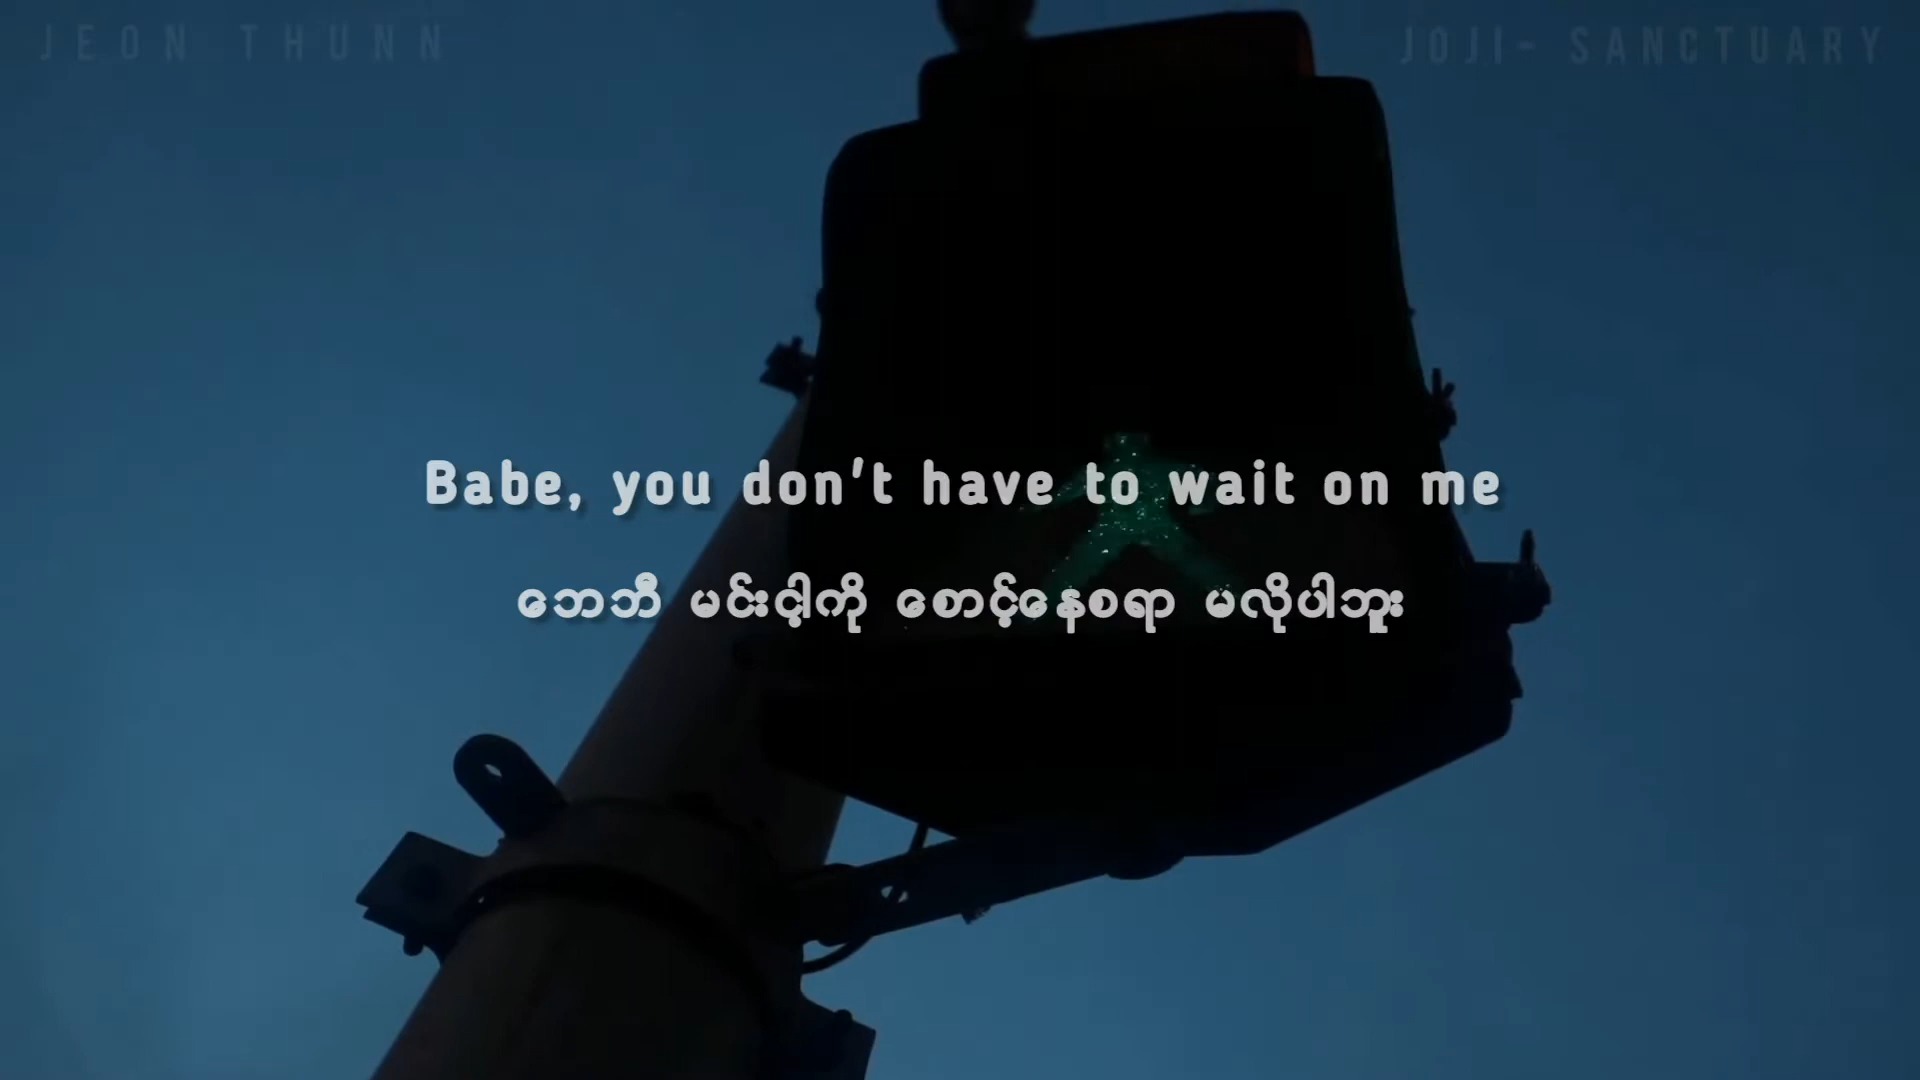 JEON THUNN
JOJI- SANCTUARY
Babe, you don't have to wait on me
ဘေဘီ မင်းငါ့ကို စောင့်နေစရာ မလိုပါဘူး